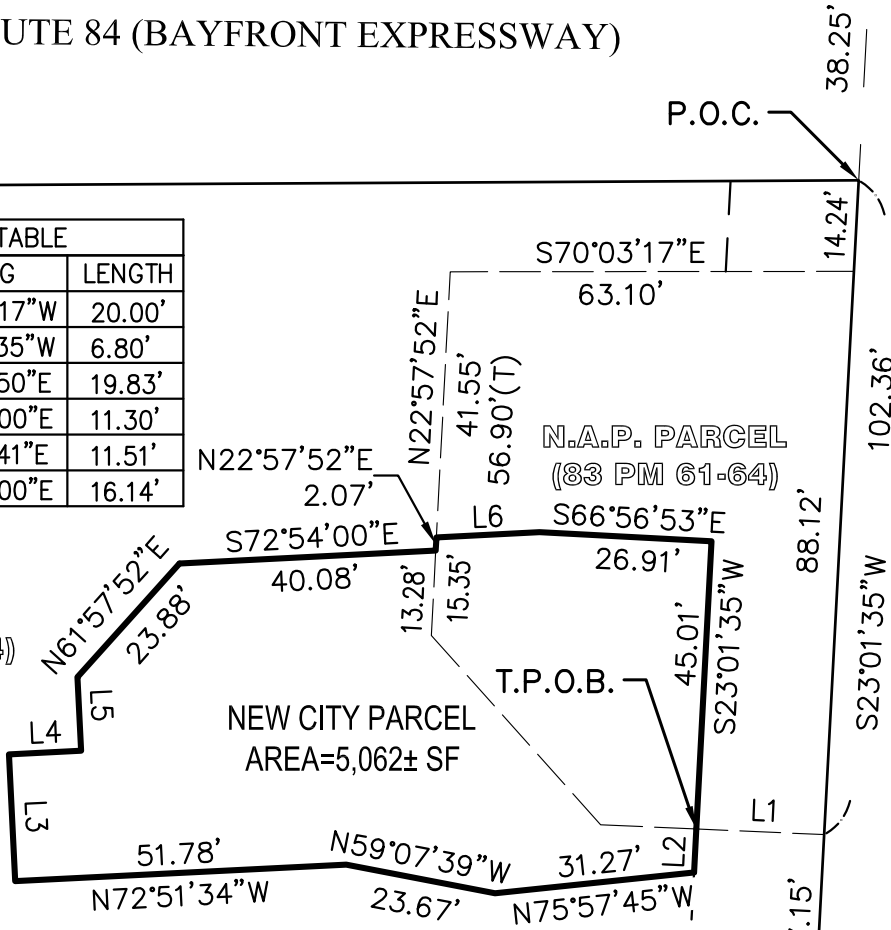 UTE 84 (BAYFRONT EXPRESSWAY)
38.25'
P.O.C.
14.24'
TABLE
G LENGTH
17"W 20.00'
35"W 6.80'
50"E 19.83'
00"E 11.30'
41"E 11.51'
00"E 16.14'
S70°03'17"E
63.10'
N22°57'52"E
41.55'
56.90'(T)
102.36'
N.A.P. PARCEL
(83 PM 61-64)
N22°57'52"E
2.07'
L6
S66°56'53"E
26.91'
88.12'
S72°54'00"E
40.08'
N61°57'52"E
23.88'
13.28'
15.35'
45.01'
S23°01'35"W
S23°01'35"W
T.P.O.B.
L5
L4
NEW CITY PARCEL
AREA=5,062± SF
L3
L1
L2
51.78'
N72°51'34"W
N59°07'39"W
23.67'
31.27'
N75°57'45"W
.15'